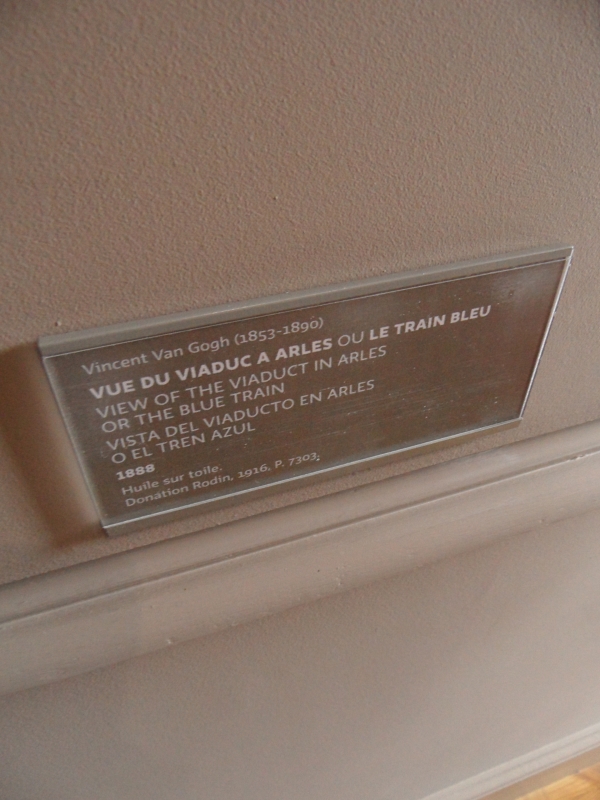 Vincent Van Gogh (1853-1890)
VUE DU VIADUC A ARLES OU LE TRAIN BLEU
VIEW OF THE VIADUCT IN ARLES
OR THE BLUE TRAIN
VISTA DEL VIADUCTO EN ARLES
O EL TREN AZUL
1888
Huile sur toile.
Donation Rodin, 1916, P. 7303.